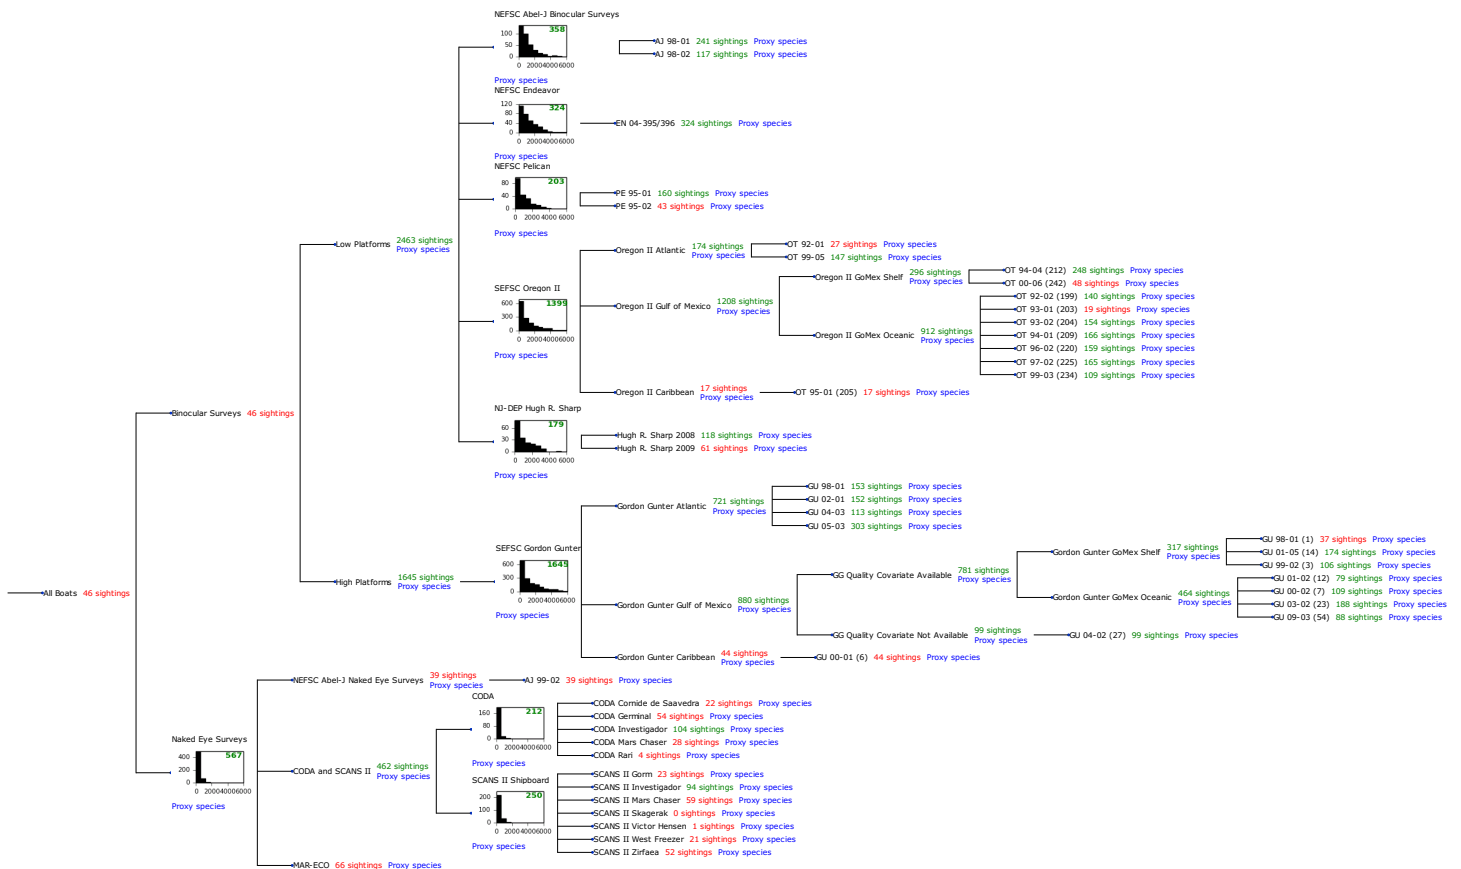 NEFSC Abel-J Binocular Surveys
358
100
50
0
0 2000 4000 6000
Proxy species
AJ 98-01 241 sightings Proxy species
AJ 98-02 117 sightings Proxy species
NEFSC Endeavor
324
120
80
40
0
0 2000 4000 6000
Proxy species
EN 04-395/396 324 sightings Proxy species
NEFSC Pelican
203
80
40
0
0 2000 4000 6000
Proxy species
PE 95-01 160 sightings Proxy species
PE 95-02 43 sightings Proxy species
Low Platforms 2463 sightings
Proxy species
Oregon II Atlantic 174 sightings
Proxy species
OT 92-01 27 sightings Proxy species
OT 99-05 147 sightings Proxy species
SEFSC Oregon II
1399
600
300
0
0 2000 4000 6000
Proxy species
Oregon II Gulf of Mexico 1208 sightings
Proxy species
Oregon II GoMex Shelf 296 sightings
Proxy species
OT 94-04 (212) 248 sightings Proxy species
OT 00-06 (242) 48 sightings Proxy species
Oregon II GoMex Oceanic 912 sightings
Proxy species
OT 92-02 (199) 140 sightings Proxy species
OT 93-01 (203) 19 sightings Proxy species
OT 93-02 (204) 154 sightings Proxy species
OT 94-01 (209) 166 sightings Proxy species
OT 96-02 (220) 159 sightings Proxy species
OT 97-02 (225) 165 sightings Proxy species
OT 99-03 (234) 109 sightings Proxy species
Oregon II Caribbean 17 sightings
Proxy species
OT 95-01 (205) 17 sightings Proxy species
NJ-DEP Hugh R. Sharp
179
60
30
0
0 2000 4000 6000
Proxy species
Hugh R. Sharp 2008 118 sightings Proxy species
Hugh R. Sharp 2009 61 sightings Proxy species
Binocular Surveys 46 sightings
Gordon Gunter Atlantic 721 sightings
Proxy species
GU 98-01 153 sightings Proxy species
GU 02-01 152 sightings Proxy species
GU 04-03 113 sightings Proxy species
GU 05-03 303 sightings Proxy species
High Platforms 1645 sightings
Proxy species
SEFSC Gordon Gunter
1645
600
300
0
0 2000 4000 6000
Proxy species
Gordon Gunter Gulf of Mexico 880 sightings
Proxy species
GG Quality Covariate Available 781 sightings
Proxy species
Gordon Gunter GoMex Shelf 317 sightings
Proxy species
GU 98-01 (1) 37 sightings Proxy species
GU 01-05 (14) 174 sightings Proxy species
GU 99-02 (3) 106 sightings Proxy species
Gordon Gunter GoMex Oceanic 464 sightings
Proxy species
GU 01-02 (12) 79 sightings Proxy species
GU 00-02 (7) 109 sightings Proxy species
GU 03-02 (23) 188 sightings Proxy species
GU 09-03 (54) 88 sightings Proxy species
GG Quality Covariate Not Available 99 sightings
Proxy species
GU 04-02 (27) 99 sightings Proxy species
Gordon Gunter Caribbean 44 sightings
Proxy species
GU 00-01 (6) 44 sightings Proxy species
All Boats 46 sightings
NEFSC Abel-J Naked Eye Surveys 39 sightings
Proxy species
AJ 99-02 39 sightings Proxy species
Naked Eye Surveys
567
400
200
0
0 2000 4000 6000
Proxy species
CODA and SCANS II 462 sightings
Proxy species
CODA
212
160
80
0
0 2000 4000 6000
Proxy species
CODA Cornide de Saavedra 22 sightings Proxy species
CODA Germinal 54 sightings Proxy species
CODA Investigador 104 sightings Proxy species
CODA Mars Chaser 28 sightings Proxy species
CODA Rari 4 sightings Proxy species
SCANS II Shipboard
250
200
100
0
0 2000 4000 6000
Proxy species
SCANS II Gorm 23 sightings Proxy species
SCANS II Investigador 94 sightings Proxy species
SCANS II Mars Chaser 59 sightings Proxy species
SCANS II Skagerak 0 sightings Proxy species
SCANS II Victor Hensen 1 sightings Proxy species
SCANS II West Freezer 21 sightings Proxy species
SCANS II Zirfaea 52 sightings Proxy species
MAR-ECO 66 sightings Proxy species